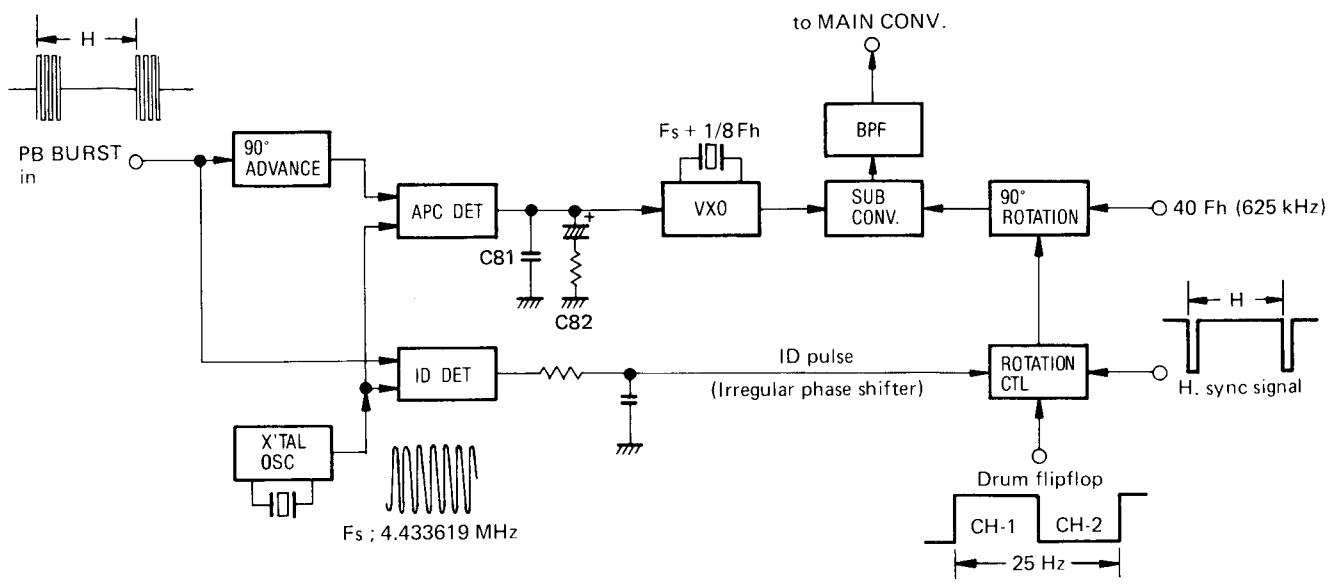 to MAIN CONV.
H
PB BURST
in
90°
ADVANCE
APC DET
C81
C82
Fs + 1/8 Fh
VXO
BPF
SUB
CONV.
90°
ROTATION
40 Fh (625 kHz)
ID DET
ID pulse
(Irregular phase shifter)
ROTATION
CTL
H
H. sync signal
X'TAL
OSC
Fs ; 4.433619 MHz
Drum flipflop
CH-1
CH-2
25 Hz
+